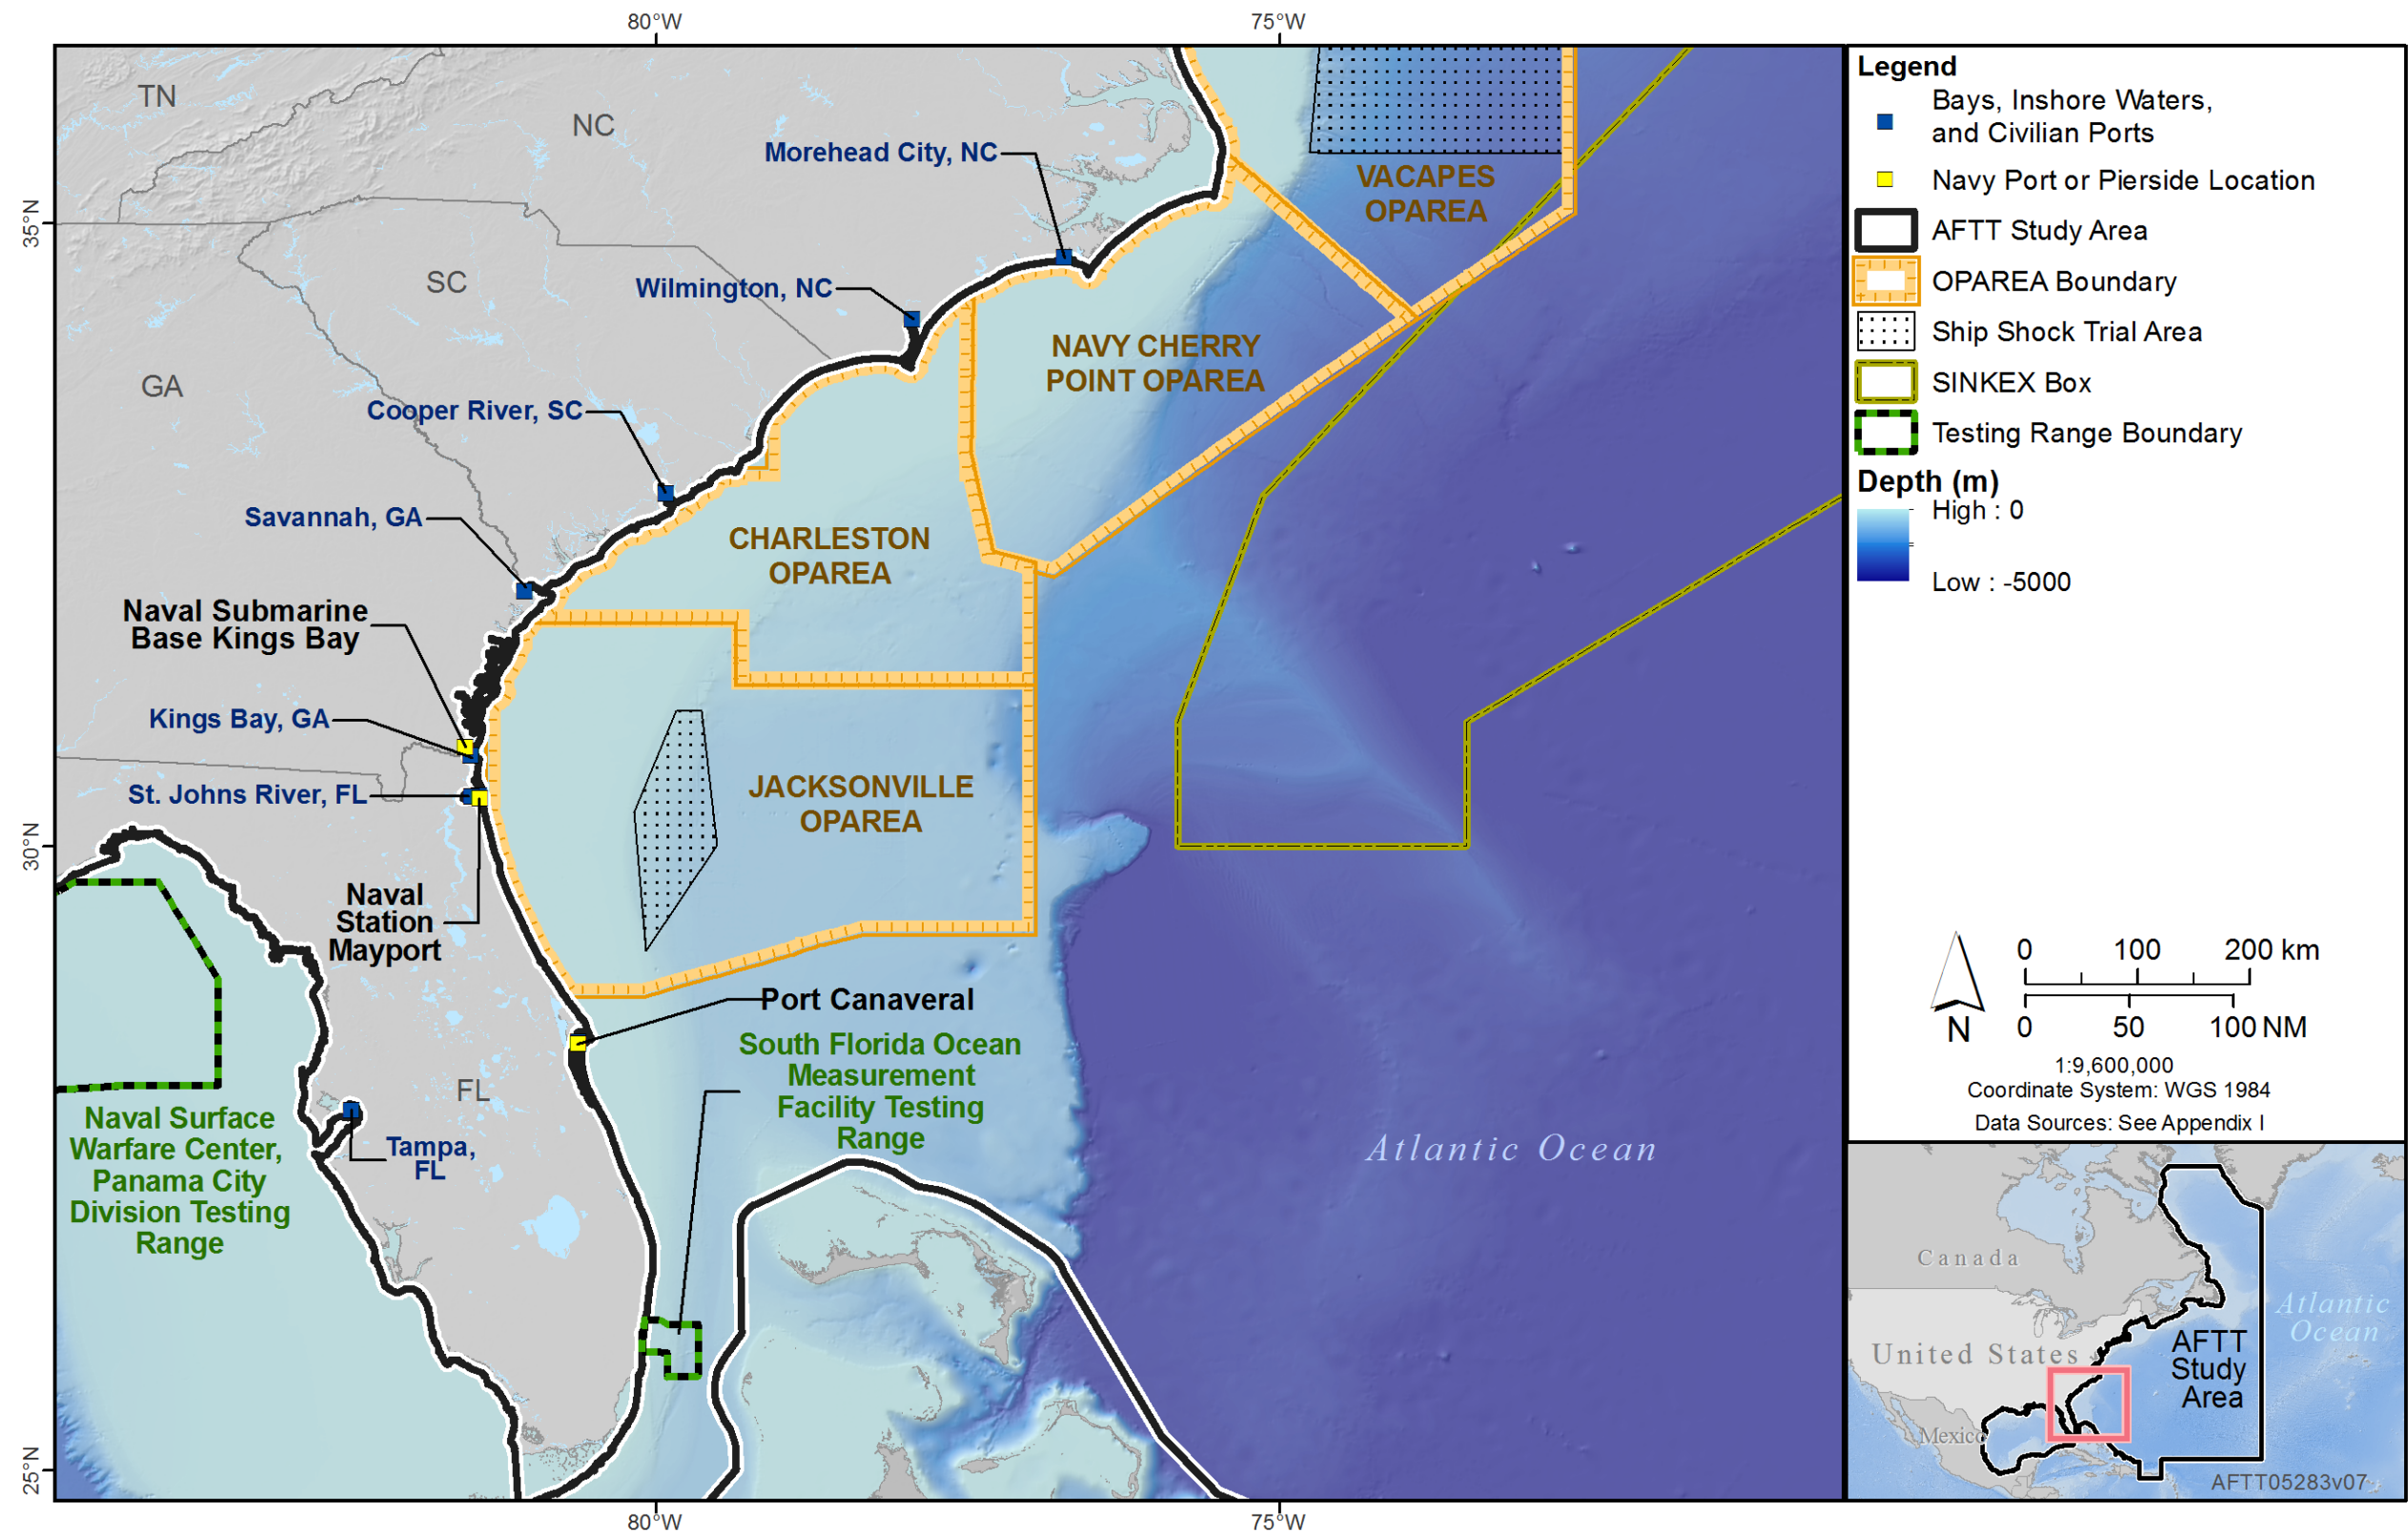 80°W
75°W
TN
NC
Morehead City, NC
VACAPES
OPAREA
35°N
SC
Wilmington, NC
NAVY CHERRY
POINT OPAREA
GA
Cooper River, SC
Savannah, GA
CHARLESTON
OPAREA
Naval Submarine
Base Kings Bay
Kings Bay, GA
St. Johns River, FL
JACKSONVILLE
OPAREA
30°N
Naval
Station
Mayport
Port Canaveral
South Florida Ocean
Measurement
Facility Testing
Range
FL
Naval Surface
Warfare Center,
Panama City
Division Testing
Range
Tampa,
FL
Atlantic Ocean
25°N
80°W
75°W
Legend
Bays, Inshore Waters,
and Civilian Ports
Navy Port or Pierside Location
AFTT Study Area
OPAREA Boundary
Ship Shock Trial Area
SINKEX Box
Testing Range Boundary
Depth (m)
High : 0
Low : -5000
0 100 200 km
N
0 50 100 NM
1:9,600,000
Coordinate System: WGS 1984
Data Sources: See Appendix I
Canada
Atlantic
Ocean
United States
AFTT
Study
Area
Mexico
AFTT05283v07